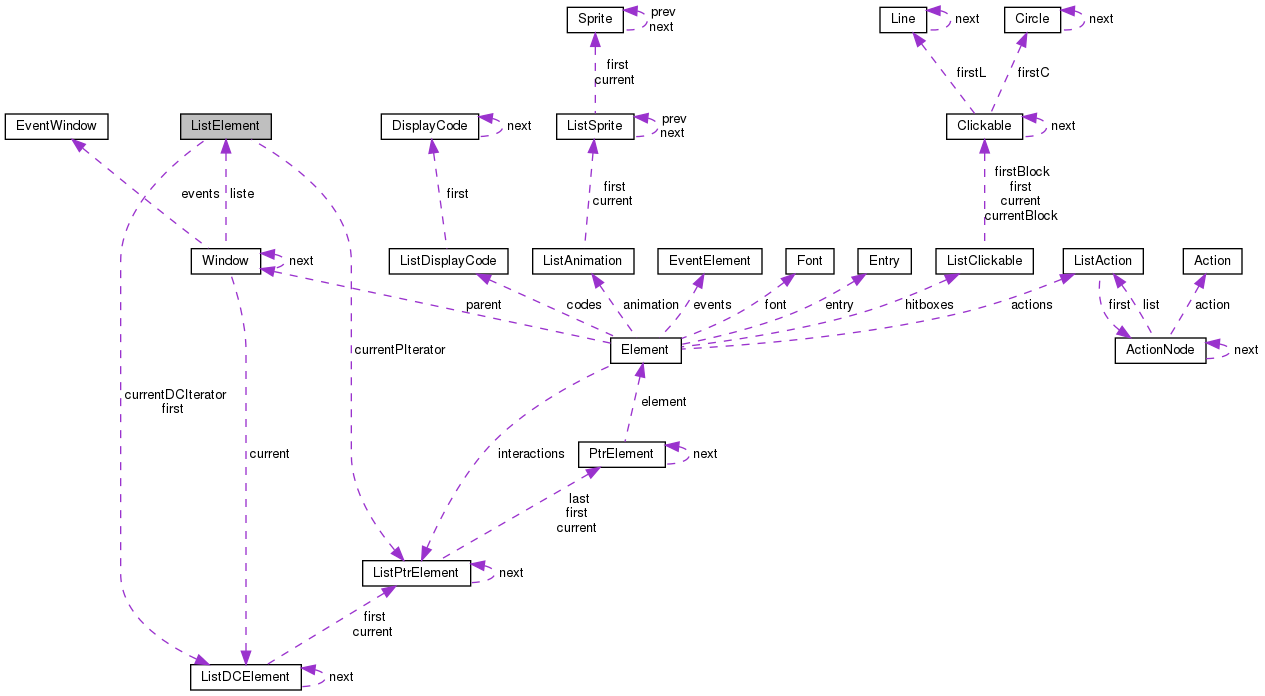 Sprite
prev
next
Line
next
Circle
next
first
current
firstL
firstC
EventWindow
ListElement
DisplayCode
next
ListSprite
prev
next
Clickable
next
events
liste
first
first
current
firstBlock
first
current
currentBlock
Window
next
ListDisplayCode
ListAnimation
EventElement
Font
Entry
ListClickable
ListAction
Action
parent
codes
animation
events
font
entry
hitboxes
actions
first
list
action
currentPIterator
Element
ActionNode
next
currentDCIterator
first
element
current
interactions
PtrElement
next
last
first
current
ListPtrElement
next
first
current
ListDCElement
next